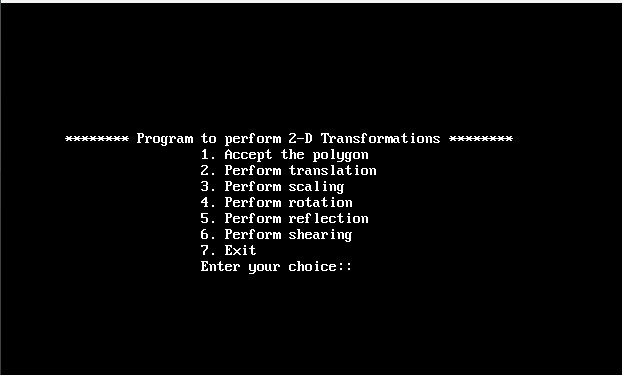 ******** Program to perform 2-D Transformations ********
1. Accept the polygon
2. Perform translation
3. Perform scaling
4. Perform rotation
5. Perform reflection
6. Perform shearing
7. Exit
Enter your choice::